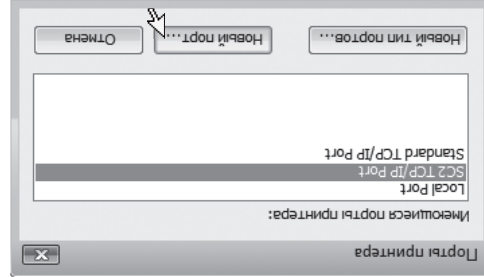 Порты принтера
Имеющиеся порты принтера:
Local Port
SC2 TCP/IP Port
Standard TCP/IP Port
Новый тип портов... Новый порт... Отмена